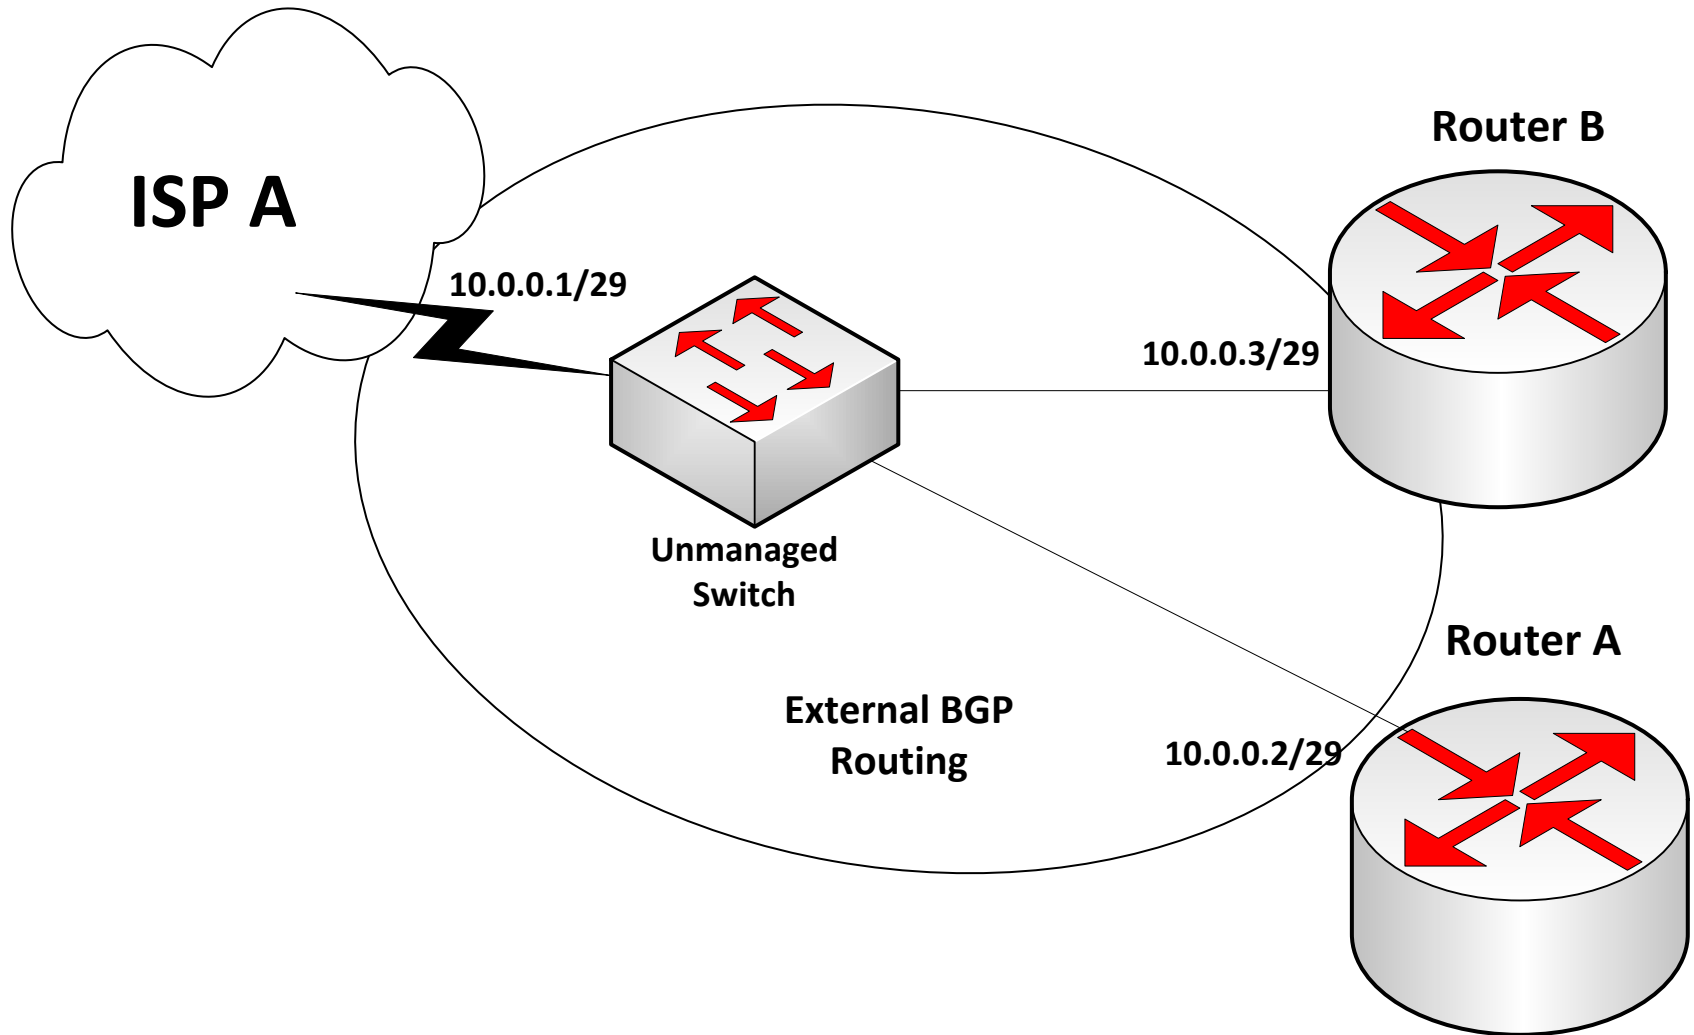 Router B
ISP A
10.0.0.1/29
10.0.0.3/29
Unmanaged
Switch
Router A
External BGP
Routing
10.0.0.2/29